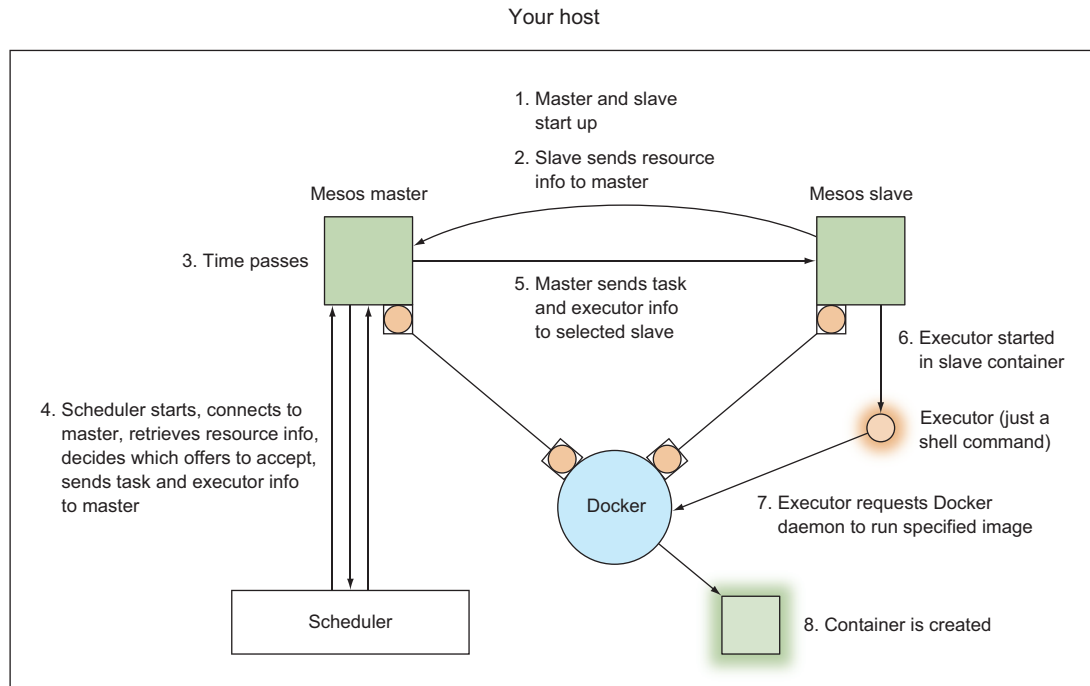 Your host
1. Master and slave
start up
2. Slave sends resource
info to master
Mesos master
Mesos slave
3. Time passes
5. Master sends task
and executor info
to selected slave
6. Executor started
in slave container
4. Scheduler starts, connects to
master, retrieves resource info,
decides which offers to accept,
sends task and executor info
to master
Executor (just a
shell command)
Docker
7. Executor requests Docker
daemon to run specified image
Scheduler
8. Container is created